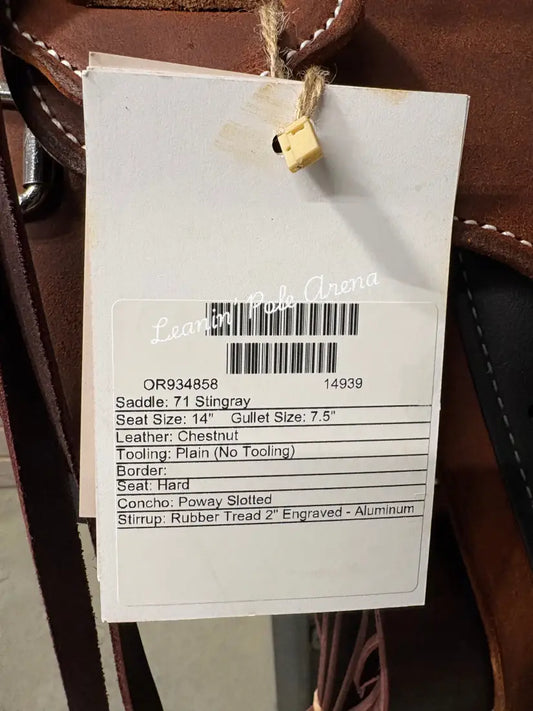 Leanin' Pole Arena
OR934858 14939
Saddle: 71 Stingray
Seat Size: 14" Gullet Size: 7.5"
Leather: Chestnut
Tooling: Plain (No Tooling)
Border:
Seat: Hard
Concho: Poway Slotted
Stirrup: Rubber Tread 2" Engraved - Aluminum